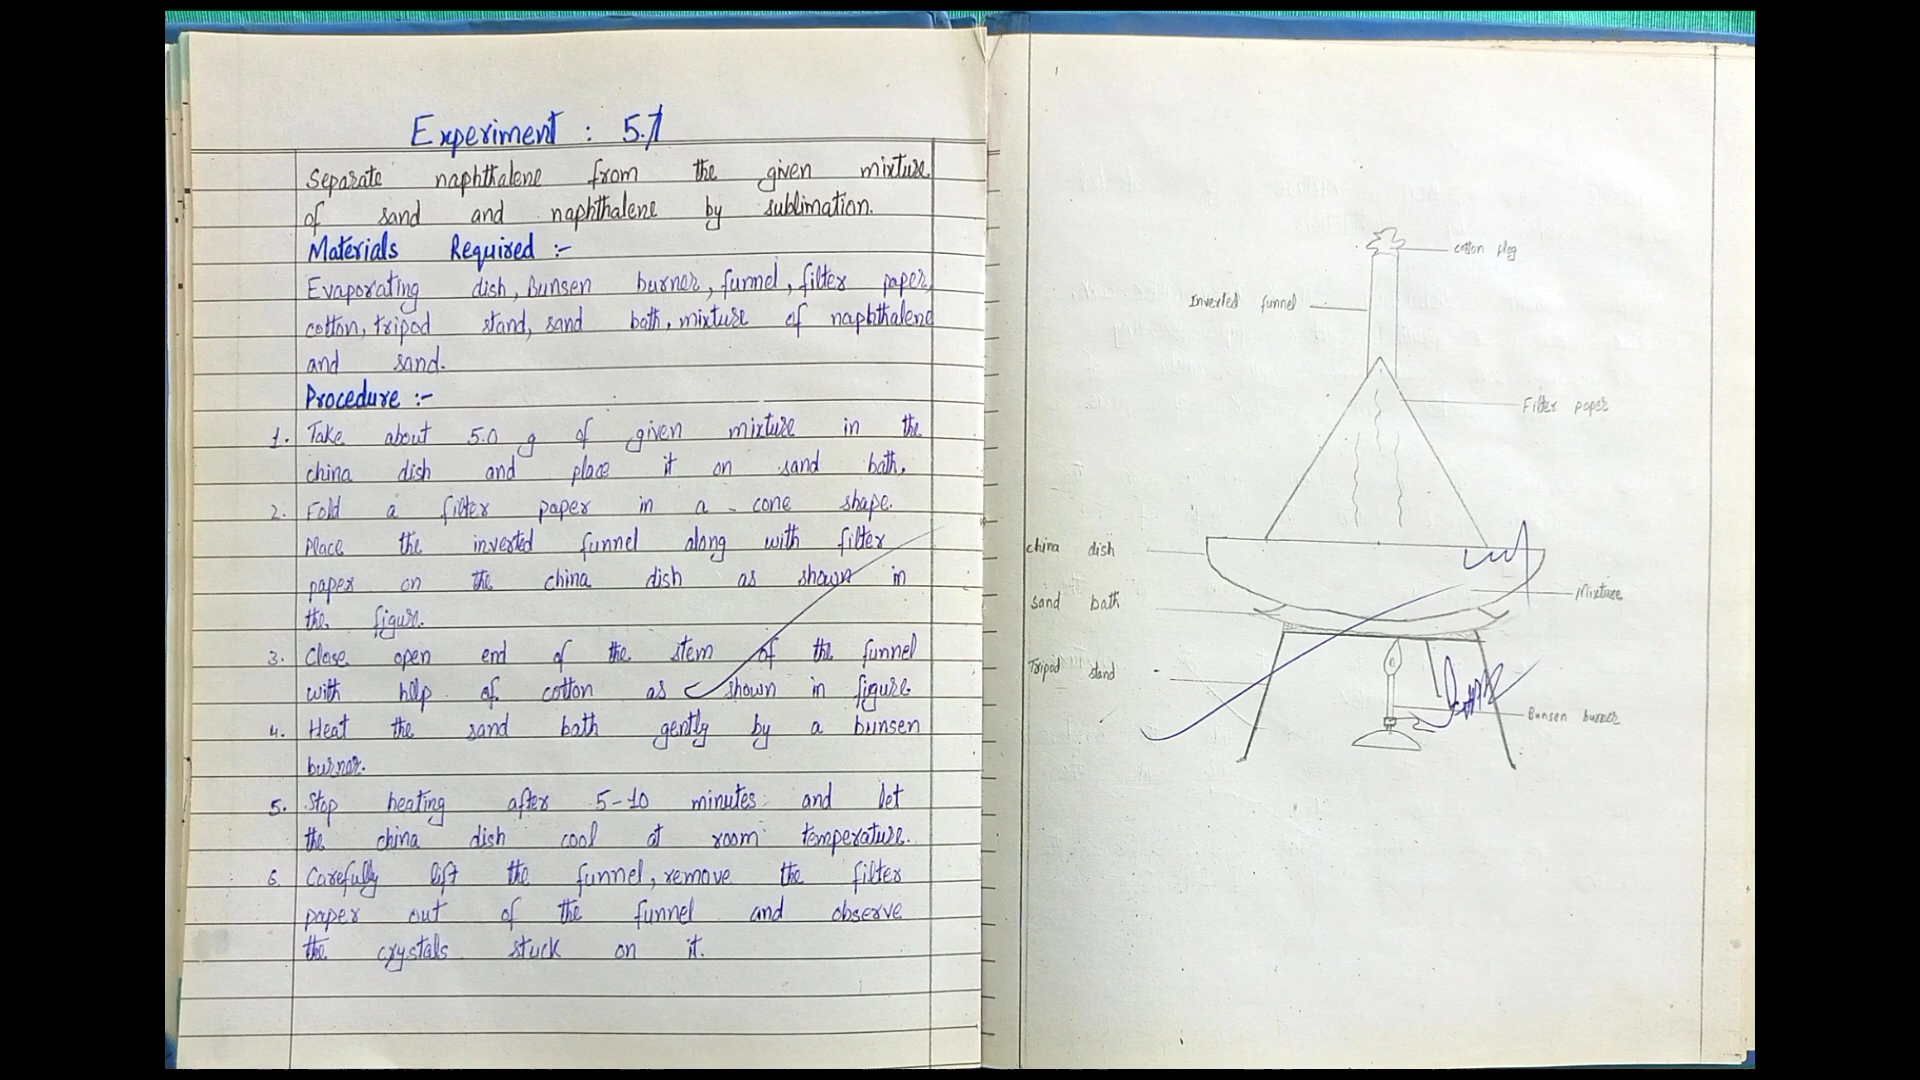 Experiment : 5.1
Separate naphthalene from the given mixture
of sand and naphthalene by sublimation.
Materials Required :-
Evaporating dish, Bunsen burner, funnel, filter paper,
cotton, tripod stand, sand bath, mixture of naphthalene
and sand.
Procedure :-
1. Take about 5.0 g of given mixture in the
china dish and place it on sand bath.
2. Fold a filter paper in a cone shape.
Place the inverted funnel along with filter
paper on the china dish as shown in
the figure.
3. Close open end of the stem of the funnel
with help of cotton as shown in figure.
4. Heat the sand bath gently by a bunsen
burner.
5. Stop heating after 5-10 minutes and let
the china dish cool at room temperature.
6. Carefully lift the funnel, remove the filter
paper out of the funnel and observe
the crystals stuck on it.
cotton plog
Inverted funnel
Filter paper
china dish
Mixture
sand bath
Tripod stand
Bunsen burner